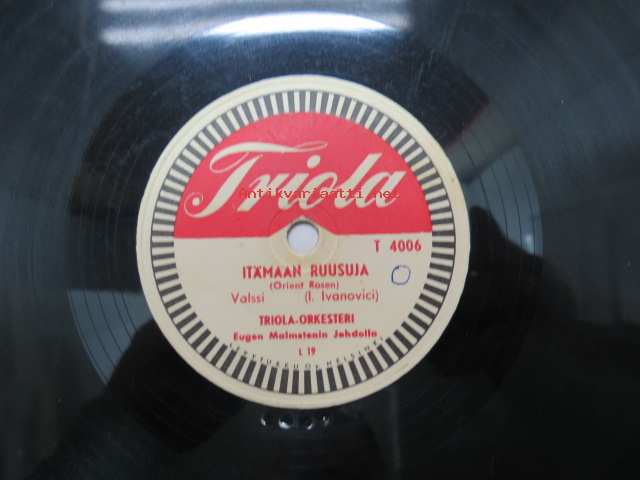 Triola
Antikvariaatti.net
T 4006
ITÄMAAN RUUSUJA
(Orient Rosen)
Valssi (I. Ivanovici)
TRIOLA-ORKESTERI
Eugen Malmstenin Johdolla
L 19